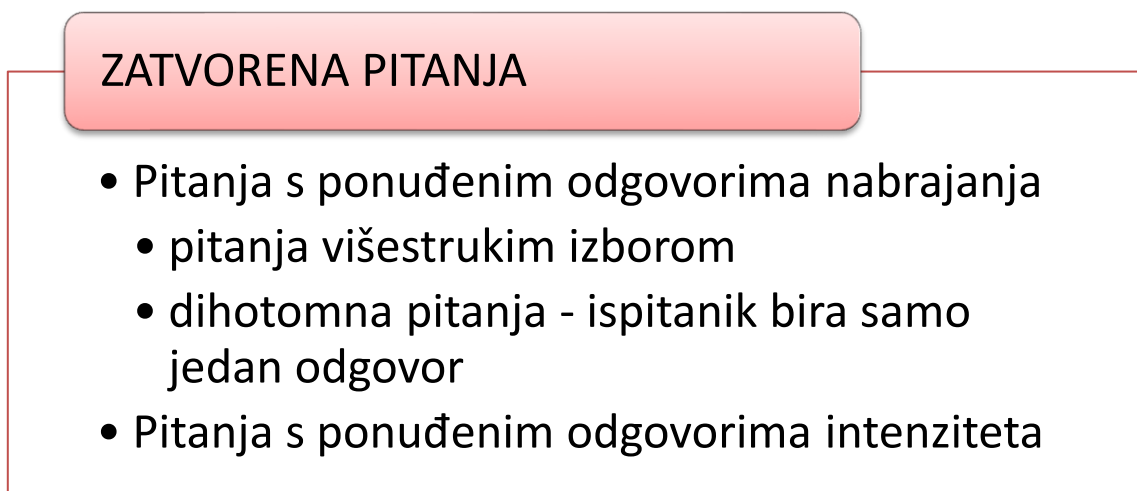 ZATVORENA PITANJA
• Pitanja s ponuđenim odgovorima nabrajanja
• pitanja višestrukim izborom
• dihotomna pitanja - ispitanik bira samo
jedan odgovor
• Pitanja s ponuđenim odgovorima intenziteta